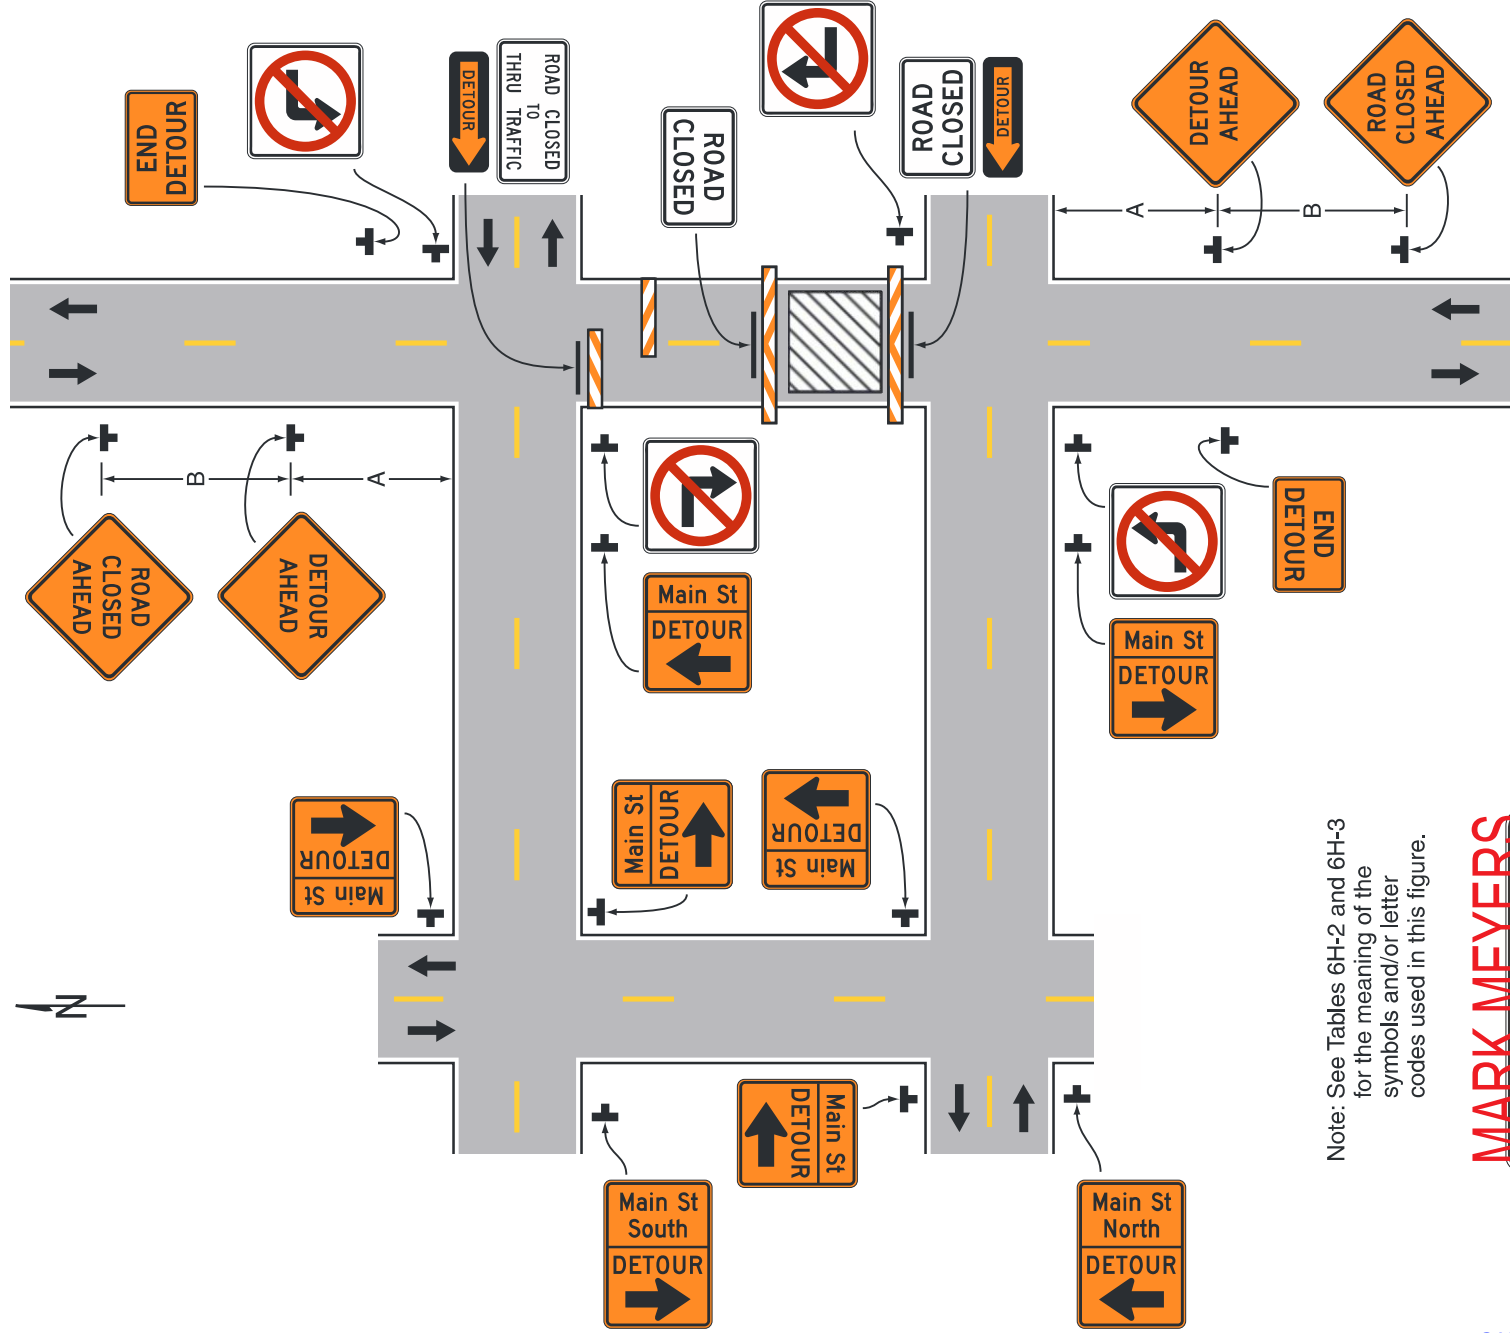 END
DETOUR
DETOUR
ROAD CLOSED
TO
THRU TRAFFIC
ROAD
CLOSED
ROAD
CLOSED
DETOUR
DETOUR
AHEAD
ROAD
CLOSED
AHEAD
A
B
B
A
ROAD
CLOSED
AHEAD
DETOUR
AHEAD
Main St
DETOUR
END
DETOUR
Main St
DETOUR
Main St
DETOUR
Main St
DETOUR
Main St
DETOUR
N
Note: See Tables 6H-2 and 6H-3
for the meaning of the
symbols and/or letter
codes used in this figure.
MARK MEYERS
Main St
DETOUR
Main St
South
DETOUR
Main St
North
DETOUR